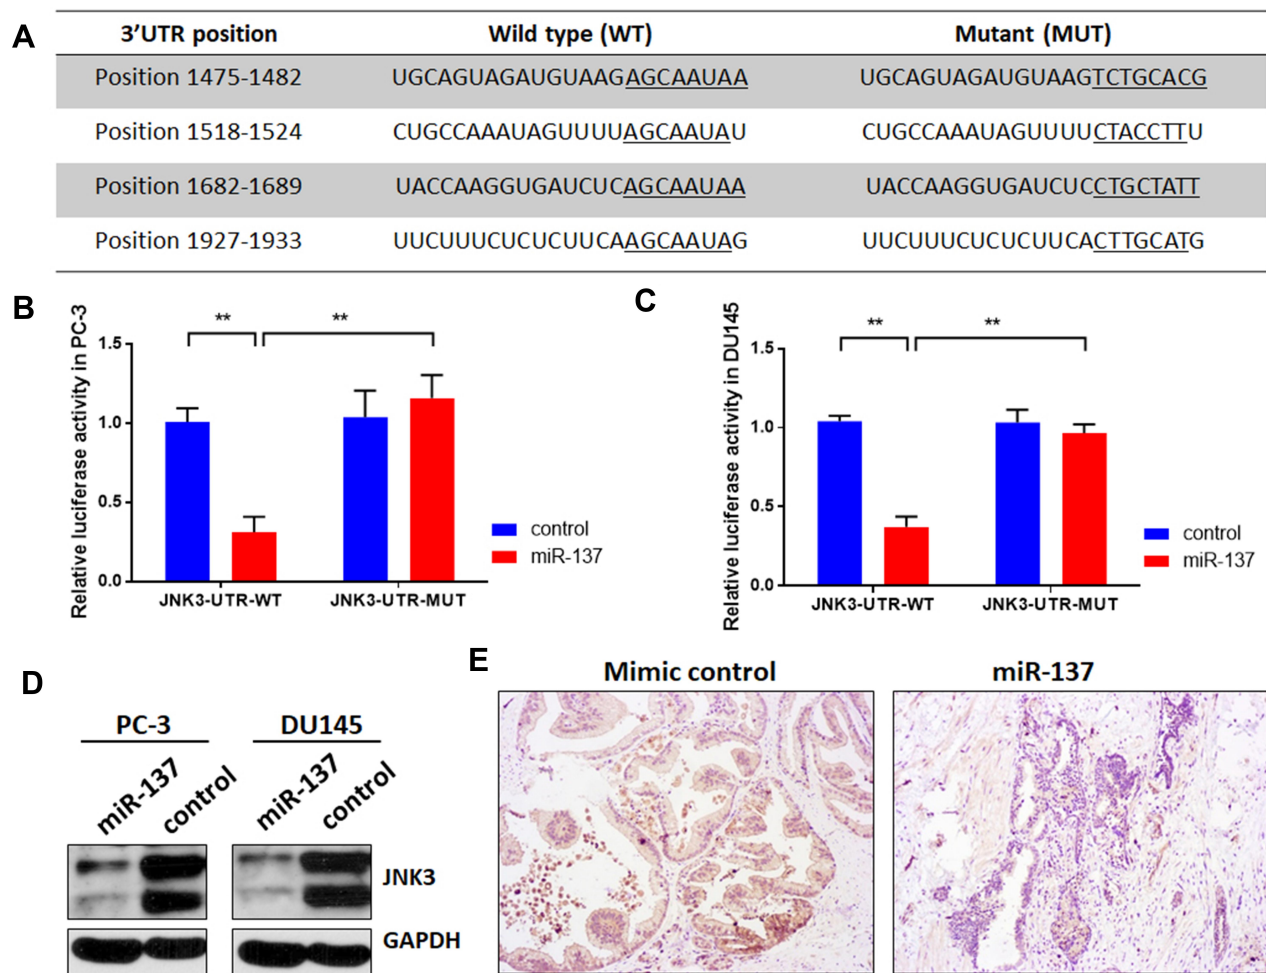 A
3'UTR position Wild type (WT) Mutant (MUT)
Position 1475-1482 UGCAGUAGAUGUAAGAGCAAUAA UGCAGUAGAUGUAAGTCTGCACG
Position 1518-1524 CUGCCAAAUAGUUUUAGCAAUAU CUGCCAAAUAGUUUUCTACCTTU
Position 1682-1689 UACCAAGGUGAUCUCAGCAAUAA UACCAAGGUGAUCUCCTGCTATT
Position 1927-1933 UUCUUUCUCUCUUCAAGCAAUAG UUCUUUCUCUCUUCACTTGCATG
B
Relative luciferase activity in PC-3
** **
1.5
1.0
0.5
0.0
JNK3-UTR-WT JNK3-UTR-MUT
control
miR-137
C
Relative luciferase activity in DU145
** **
1.5
1.0
0.5
0.0
JNK3-UTR-WT JNK3-UTR-MUT
control
miR-137
D
PC-3 DU145
miR-137 control miR-137 control
JNK3
GAPDH
E
Mimic control miR-137